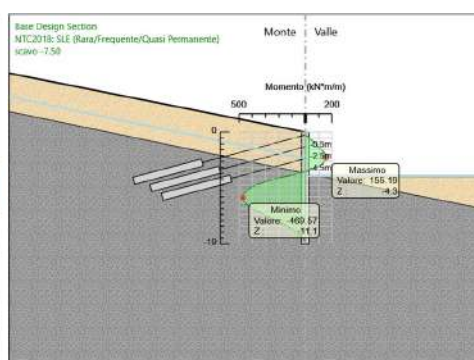 Base Design Section
NTC2018: SLE (Rara/Frequente/Quasi Permanente)
scavo -7.50
Monte Valle
Momento (kN*m/m)
500 200
0
-0.5m
-2.5m
-4.5m
Massimo
Valore: 155.19
Z -4.3
Minimo
Valore: -469.57
Z -11.1